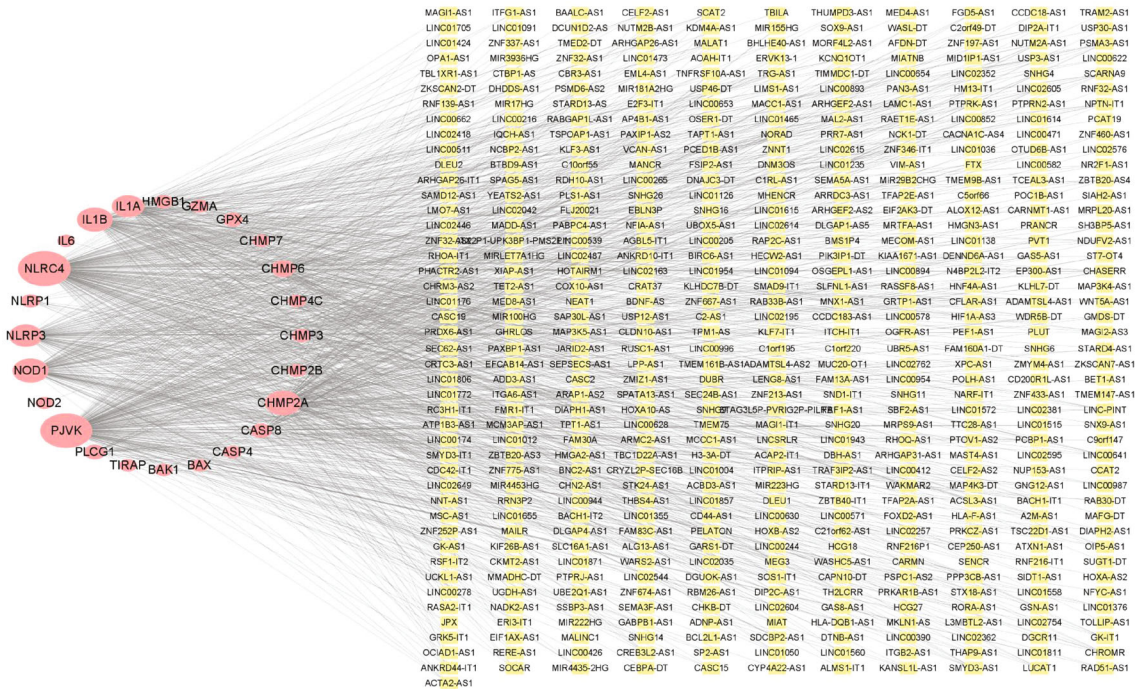 HMGB1
GZMA
IL1A
IL1B
GPX4
IL6
CHMP7
NLRC4
CHMP6
NLRP1
CHMP4C
NLRP3
CHMP3
NOD1
CHMP2B
NOD2
CHMP2A
PJVK
CASP8
PLCG1
CASP4
TIRAP
BAK1
BAX
MAGI1-AS1 ITFG1-AS1 BAALC-AS1 CELF2-AS1 SCAT2 TBILA THUMPD3-AS1 MED4-AS1 FGD5-AS1 CCDC18-AS1 TRAM2-AS1
LINC01705 LINC01091 DCUN1D2-AS NUTM2B-AS1 KDM4A-AS1 MIR155HG SOX9-AS1 WASL-DT C2orf49-DT DIP2A-IT1 USP30-AS1
LINC01424 ZNF337-AS1 TMED2-DT ARHGAP26-AS1 MALAT1 BHLHE40-AS1 MORF4L2-AS1 AFDN-DT ZNF197-AS1 NUTM2A-AS1 PSMA3-AS1
OPA1-AS1 MIR3936HG ZNF32-AS1 LINC01473 AOAH-IT1 ERVK13-1 KCNQ1OT1 MIATNB MID1IP1-AS1 USP3-AS1 LINC00622
TBL1XR1-AS1 CTBP1-AS CBR3-AS1 EML4-AS1 TNFRSF10A-AS1 TRG-AS1 TIMMDC1-DT LINC00654 LINC02352 SNHG4 SCARNA9
ZKSCAN2-DT DHDDS-AS1 PSMD6-AS2 MIR181A2HG USP46-DT LIMS1-AS1 LINC00893 PAN3-AS1 HM13-IT1 LINC02605 RNF32-AS1
RNF139-AS1 MIR17HG STARD13-AS E2F3-IT1 LINC00653 MACC1-AS1 ARHGEF2-AS1 LAMC1-AS1 PTPRK-AS1 PTPRN2-AS1 NPTN-IT1
LINC00662 LINC00216 RABGAP1L-AS1 AP4B1-AS1 OSER1-DT LINC01465 MAL2-AS1 RAET1E-AS1 LINC00852 LINC01614 PCAT19
LINC02418 IQCH-AS1 TSPOAP1-AS1 PAXIP1-AS2 TAPT1-AS1 NORAD PRR7-AS1 NCK1-DT CACNA1C-AS4 LINC00471 ZNF460-AS1
LINC00511 NCBP2-AS1 KLF3-AS1 VCAN-AS1 PCED1B-AS1 ZNNT1 LINC02615 ZNF346-IT1 LINC01036 OTUD6B-AS1 LINC02576
DLEU2 BTBD9-AS1 C10orf55 MANCR FSIP2-AS1 DNM3OS LINC01235 VIM-AS1 FTX LINC00582 NR2F1-AS1
ARHGAP26-IT1 SPAG5-AS1 RDH10-AS1 LINC00265 DNAJC3-DT C1RL-AS1 SEMA5A-AS1 MIR29B2CHG TMEM9B-AS1 TCEAL3-AS1 ZBTB20-AS4
SAMD12-AS1 YEATS2-AS1 PLS1-AS1 SNHG26 LINC01126 MHENCR ARRDC3-AS1 TFAP2E-AS1 C5orf66 POC1B-AS1 SIAH2-AS1
LMO7-AS1 LINC02042 FLJ20021 EBLN3P SNHG16 LINC01615 ARHGEF2-AS2 EIF2AK3-DT ALOX12-AS1 CARNMT1-AS1 MRPL20-AS1
LINC02446 MADD-AS1 PABPC4-AS1 NFIA-AS1 UBOX5-AS1 LINC00614 DLGAP1-AS5 MRTFA-AS1 HMGN3-AS1 PRANCR SH3BP5-AS1
LINC00539 AGBL5-IT1 LINC00205 RAP2C-AS1 BMS1P4 MECOM-AS1 LINC01138 PVT1 NDUFV2-AS1
RHOA-IT1 MIRLET7A1HG LINC02487 ANKRD10-IT1 BIRC6-AS1 HECW2-AS1 PIK3IP1-DT KIAA1671-AS1 DENND6A-AS1 GAS5-AS1 ST7-OT4
PHACTR2-AS1 XIAP-AS1 HOTAIRM1 LINC02163 LINC01954 LINC01094 OSGEPL1-AS1 LINC00894 N4BP2L2-IT2 EP300-AS1 CHASERR
CHRM3-AS2 TET2-AS1 COX10-AS1 CRAT37 KLHDC7B-DT SMAD9-IT1 SLFNL1-AS1 RASSF8-AS1 HNF4A-AS1 KLHL7-DT MAP3K4-AS1
LINC01176 MED8-AS1 NEAT1 BDNF-AS ZNF667-AS1 RAB33B-AS1 MNX1-AS1 GRTP1-AS1 CFLAR-AS1 ADAMTSL4-AS1 WNT5A-AS1
CASC19 MIR100HG SAP30L-AS1 USP12-AS1 C2-AS1 LINC02195 CCDC183-AS1 LINC00578 HIF1A-AS3 WDR5B-DT GMDS-DT
PRDX6-AS1 GHRLOS MAP3K5-AS1 CLDN10-AS1 TPM1-AS KLF7-IT1 ITCH-IT1 OGFR-AS1 PEF1-AS1 PLUT MAGI2-AS3
SEC62-AS1 PAXBP1-AS1 JARID2-AS1 RUSC1-AS1 LINC00996 C1orf195 C1orf220 UBR5-AS1 FAM160A1-DT SNHG6 STARD4-AS1
CRTC3-AS1 EFCAB14-AS1 SEPSECS-AS1 LPP-AS1 TMEM161B-AS1 ADAMTSL4-AS2 MUC20-OT1 LINC02762 XPC-AS1 ZMYM4-AS1 ZKSCAN7-AS1
LINC01806 ADD3-AS1 CASC2 ZMIZ1-AS1 DUBR LENG8-AS1 FAM13A-AS1 LINC00954 POLH-AS1 CD200R1L-AS1 BET1-AS1
LINC01772 ITGA6-AS1 ARAP1-AS2 SPATA13-AS1 SEC24B-AS1 ZNF213-AS1 SND1-IT1 SNHG11 NARF-IT1 ZNF433-AS1 TMEM147-AS1
RC3H1-IT1 FMR1-IT1 DIAPH1-AS1 HOXA10-AS STAG3L5P-PVRIG2P-PILRB SBF2-AS1 LINC01572 LINC02381 LINC-PINT
ATP1B3-AS1 MCM3AP-AS1 TPT1-AS1 LINC00628 TMEM75 MAGI1-IT1 SNHG20 MRPS9-AS1 TTC28-AS1 LINC01515 SNX9-AS1
LINC00174 LINC01012 FAM30A ARMC2-AS1 MCCC1-AS1 LNCSRLR LINC01943 RHOQ-AS1 PTOV1-AS2 PCBP1-AS1 C9orf147
SMYD3-IT1 ZBTB20-AS3 HMGA2-AS1 TBC1D22A-AS1 H3-3A-DT ACAP2-IT1 DBH-AS1 ARHGAP31-AS1 MAST4-AS1 LINC02595 LINC00641
CDC42-IT1 ZNF775-AS1 BNC2-AS1 CRYZL2P-SEC16B LINC01004 ITPRIP-AS1 TRAF3IP2-AS1 LINC00412 CELF2-AS2 NUP153-AS1 CCAT2
LINC02649 MIR4453HG CHN2-AS1 STK24-AS1 ACBD3-AS1 MIR223HG STARD13-IT1 WAKMAR2 MAP4K3-DT GNG12-AS1 LINC00987
NNT-AS1 RRN3P2 LINC00944 THBS4-AS1 LINC01857 DLEU1 ZBTB40-IT1 TFAP2A-AS1 ACSL3-AS1 BACH1-IT1 RAB30-DT
MSC-AS1 LINC01655 BACH1-IT2 LINC01355 CD44-AS1 LINC00630 LINC00571 FOXD2-AS1 HLA-F-AS1 A2M-AS1 MAFG-DT
ZNF252P-AS1 MAILR DLGAP4-AS1 FAM83C-AS1 PELATON HOXB-AS2 C21orf62-AS1 LINC02257 PRKCZ-AS1 TSC22D1-AS1 DIAPH2-AS1
GK-AS1 KIF26B-AS1 SLC16A1-AS1 ALG13-AS1 GARS1-DT LINC00244 HCG18 RNF216P1 CEP250-AS1 ATXN1-AS1 OIP5-AS1
RSF1-IT2 CKMT2-AS1 LINC01871 WARS2-AS1 LINC02035 MEG3 WASHC5-AS1 CARMN SENCR RNF216-IT1 SUGT1-DT
UCKL1-AS1 MMADHC-DT PTPRJ-AS1 LINC02544 DGUOK-AS1 SOS1-IT1 CAPN10-DT PSPC1-AS2 PPP3CB-AS1 SIDT1-AS1 HOXA-AS2
LINC00278 UGDH-AS1 UBE2Q1-AS1 ZNF674-AS1 RBM26-AS1 DIP2C-AS1 TH2LCRR PRKAR1B-AS1 STX18-AS1 LINC01558 NFYC-AS1
RASA2-IT1 NADK2-AS1 SSBP3-AS1 SEMA3F-AS1 CHKB-DT LINC02604 GAS8-AS1 HCG27 RORA-AS1 GSN-AS1 LINC01376
JPX ERI3-IT1 MIR222HG GABPB1-AS1 ADNP-AS1 MIAT HLA-DQB1-AS1 MKLN1-AS L3MBTL2-AS1 LINC02754 TOLLIP-AS1
GRK5-IT1 EIF1AX-AS1 MALINC1 SNHG14 BCL2L1-AS1 SDCBP2-AS1 DTNB-AS1 LINC00390 LINC02362 DGCR11 GK-IT1
OCIAD1-AS1 RERE-AS1 LINC00426 CREB3L2-AS1 SP2-AS1 LINC01050 LINC01560 ITGB2-AS1 THAP9-AS1 LINC01811 CHROMR
ANKRD44-IT1 SOCAR MIR4435-2HG CEBPA-DT CASC15 CYP4A22-AS1 ALMS1-IT1 KANSL1L-AS1 SMYD3-AS1 LUCAT1 RAD51-AS1
ACTA2-AS1